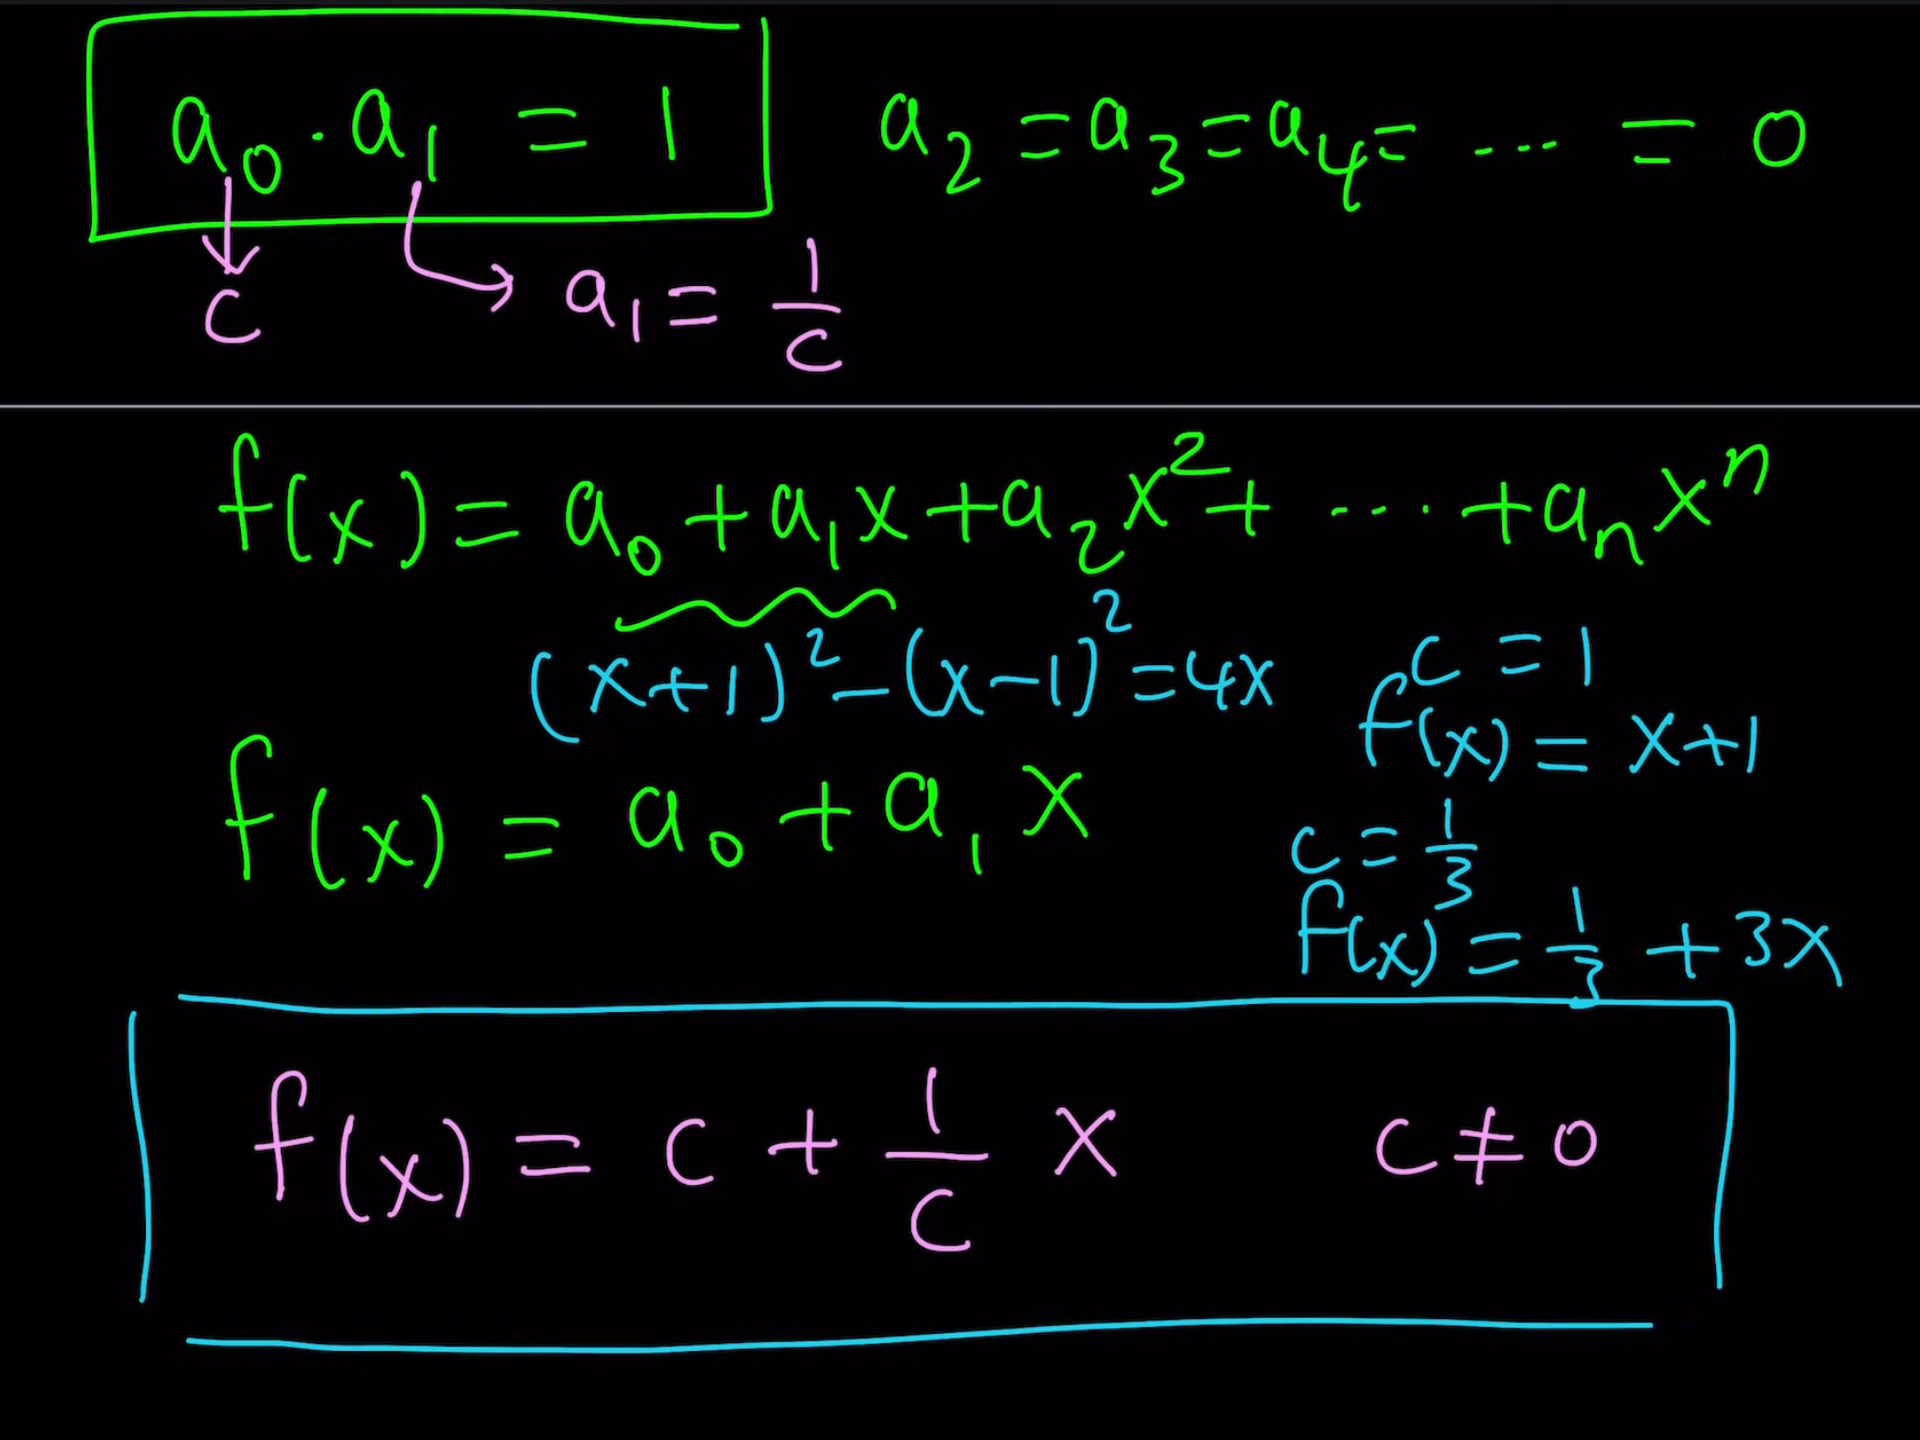 a₀ · a₁ = 1
a₂ = a₃ = a₄ = ... = 0
c
a₁ = 1/c
f(x) = a₀ + a₁x + a₂x² + ... + aₙxⁿ
(x+1)² - (x-1)² = 4x
c = 1
f(x) = x+1
f(x) = a₀ + a₁x
c = 1/3
f(x) = 1/3 + 3x
f(x) = c + 1/c x
c ≠ 0